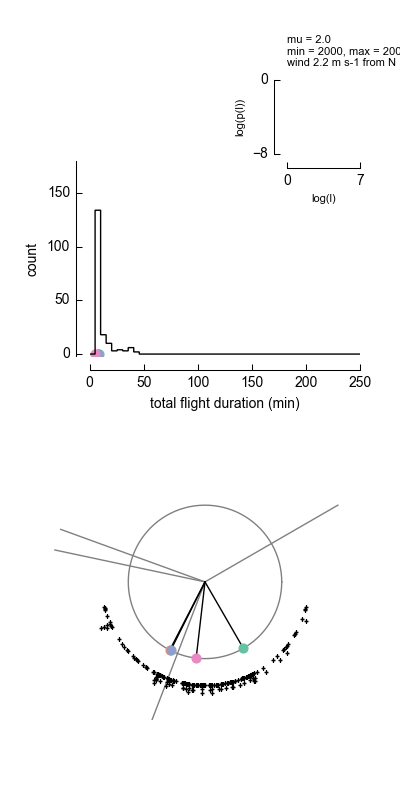 mu = 2.0
min = 2000, max = 200
wind 2.2 m s-1 from N
0
log(p(l))
−8
0 7
log(l)
150
100
50
0
count
0 50 100 150 200 250
total flight duration (min)